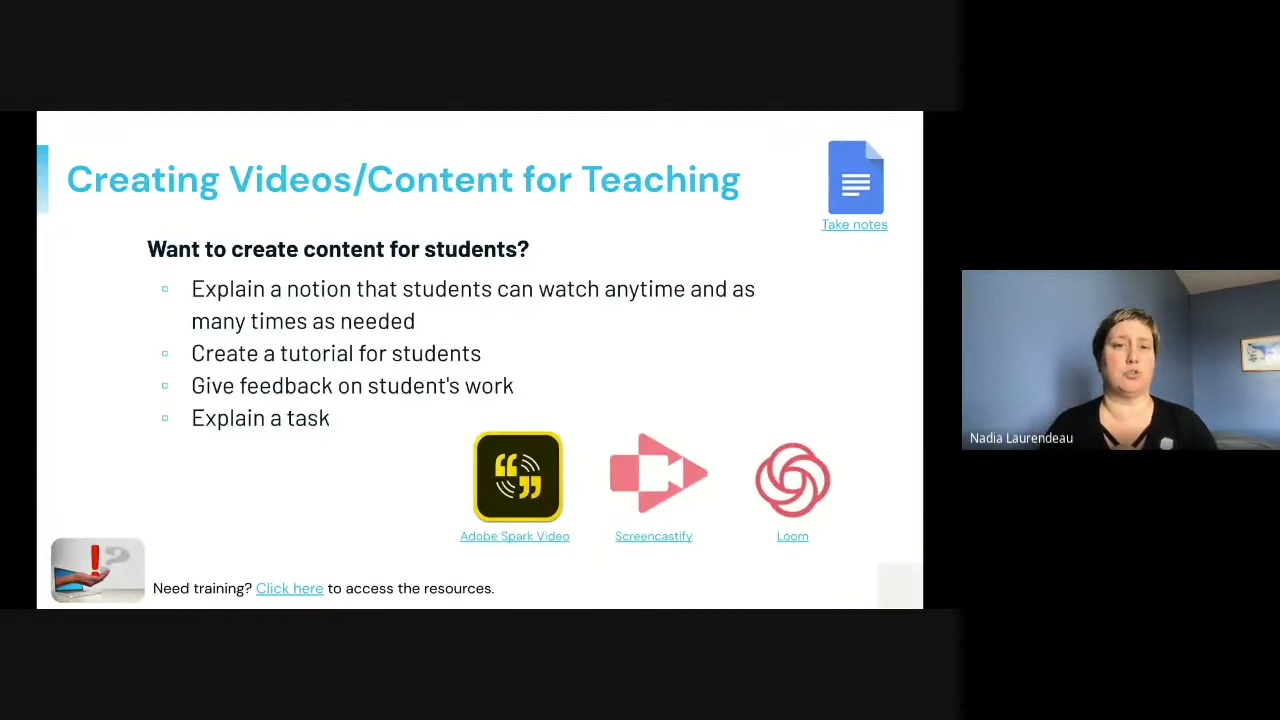 Creating Videos/Content for Teaching
Take notes
Want to create content for students?
Explain a notion that students can watch anytime and as
many times as needed
Create a tutorial for students
Give feedback on student's work
Explain a task
Adobe Spark Video
Screencastify
Loom
Need training? Click here to access the resources.
Nadia Laurendeau